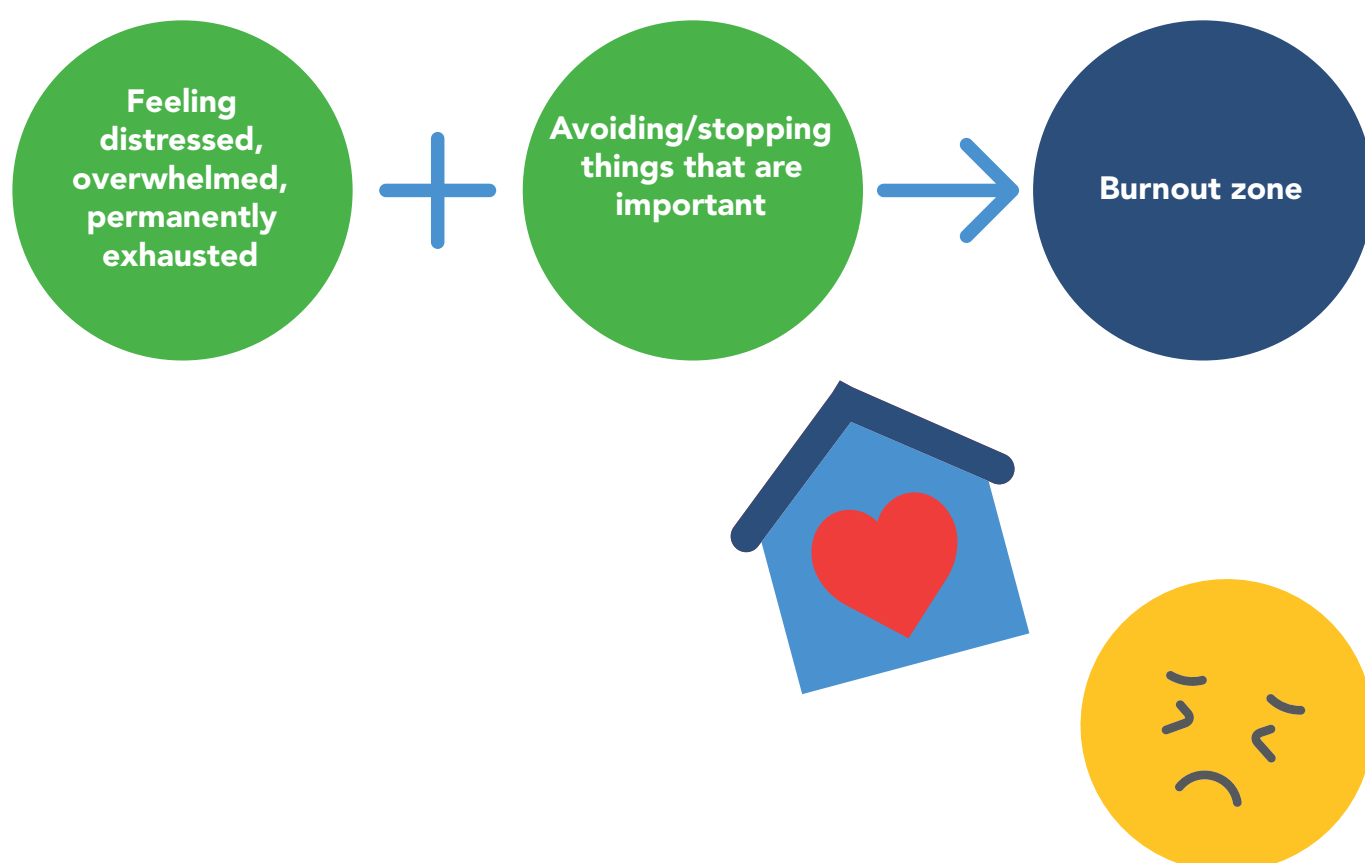 Feeling
distressed,
overwhelmed,
permanently
exhausted
Avoiding/stopping
things that are
important
Burnout zone